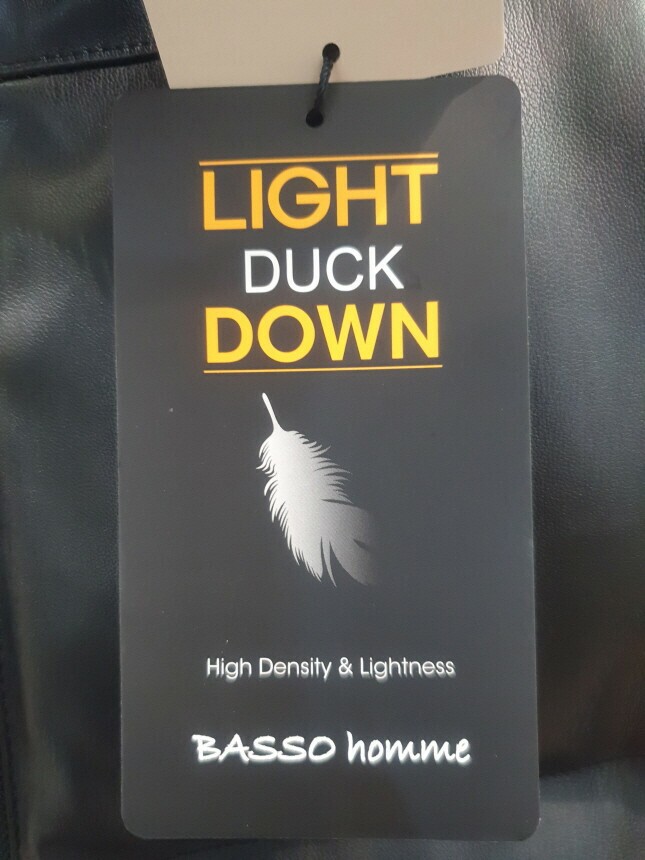 LIGHT
DUCK
DOWN
High Density & Lightness
BASSO homme